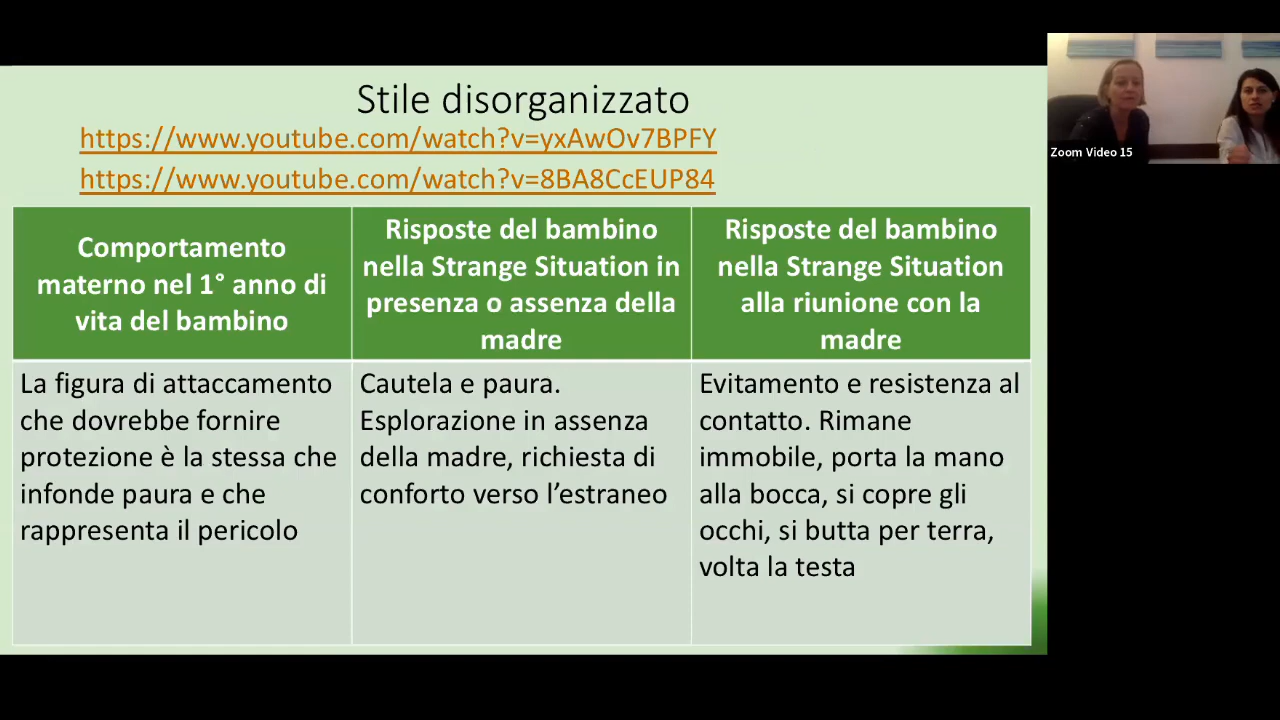 Stile disorganizzato
https://www.youtube.com/watch?v=yxAwOv7BPFY
https://www.youtube.com/watch?v=8BA8CcEUP84
Comportamento
materno nel 1° anno di
vita del bambino
Risposte del bambino
nella Strange Situation in
presenza o assenza della
madre
Risposte del bambino
nella Strange Situation
alla riunione con la
madre
La figura di attaccamento
che dovrebbe fornire
protezione è la stessa che
infonde paura e che
rappresenta il pericolo
Cautela e paura.
Esplorazione in assenza
della madre, richiesta di
conforto verso l’estraneo
Evitamento e resistenza al
contatto. Rimane
immobile, porta la mano
alla bocca, si copre gli
occhi, si butta per terra,
volta la testa
Zoom Video 15